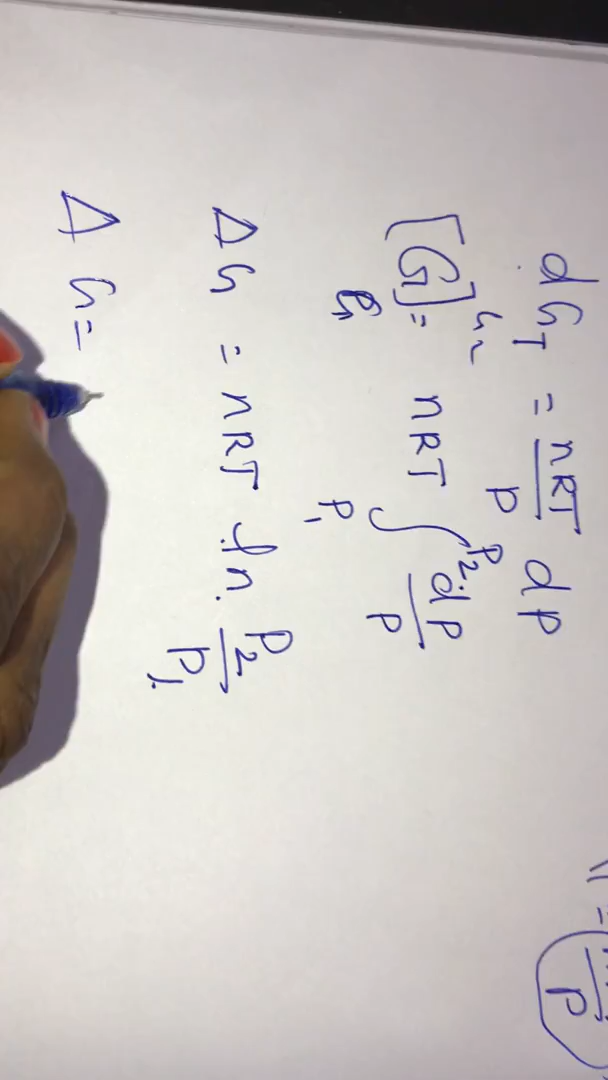 dG_T = nRT/P dP
[G]_{G1}^{G2} = nRT ∫_{P1}^{P2} dP/P
ΔG = nRT ln P2/P1
ΔG =